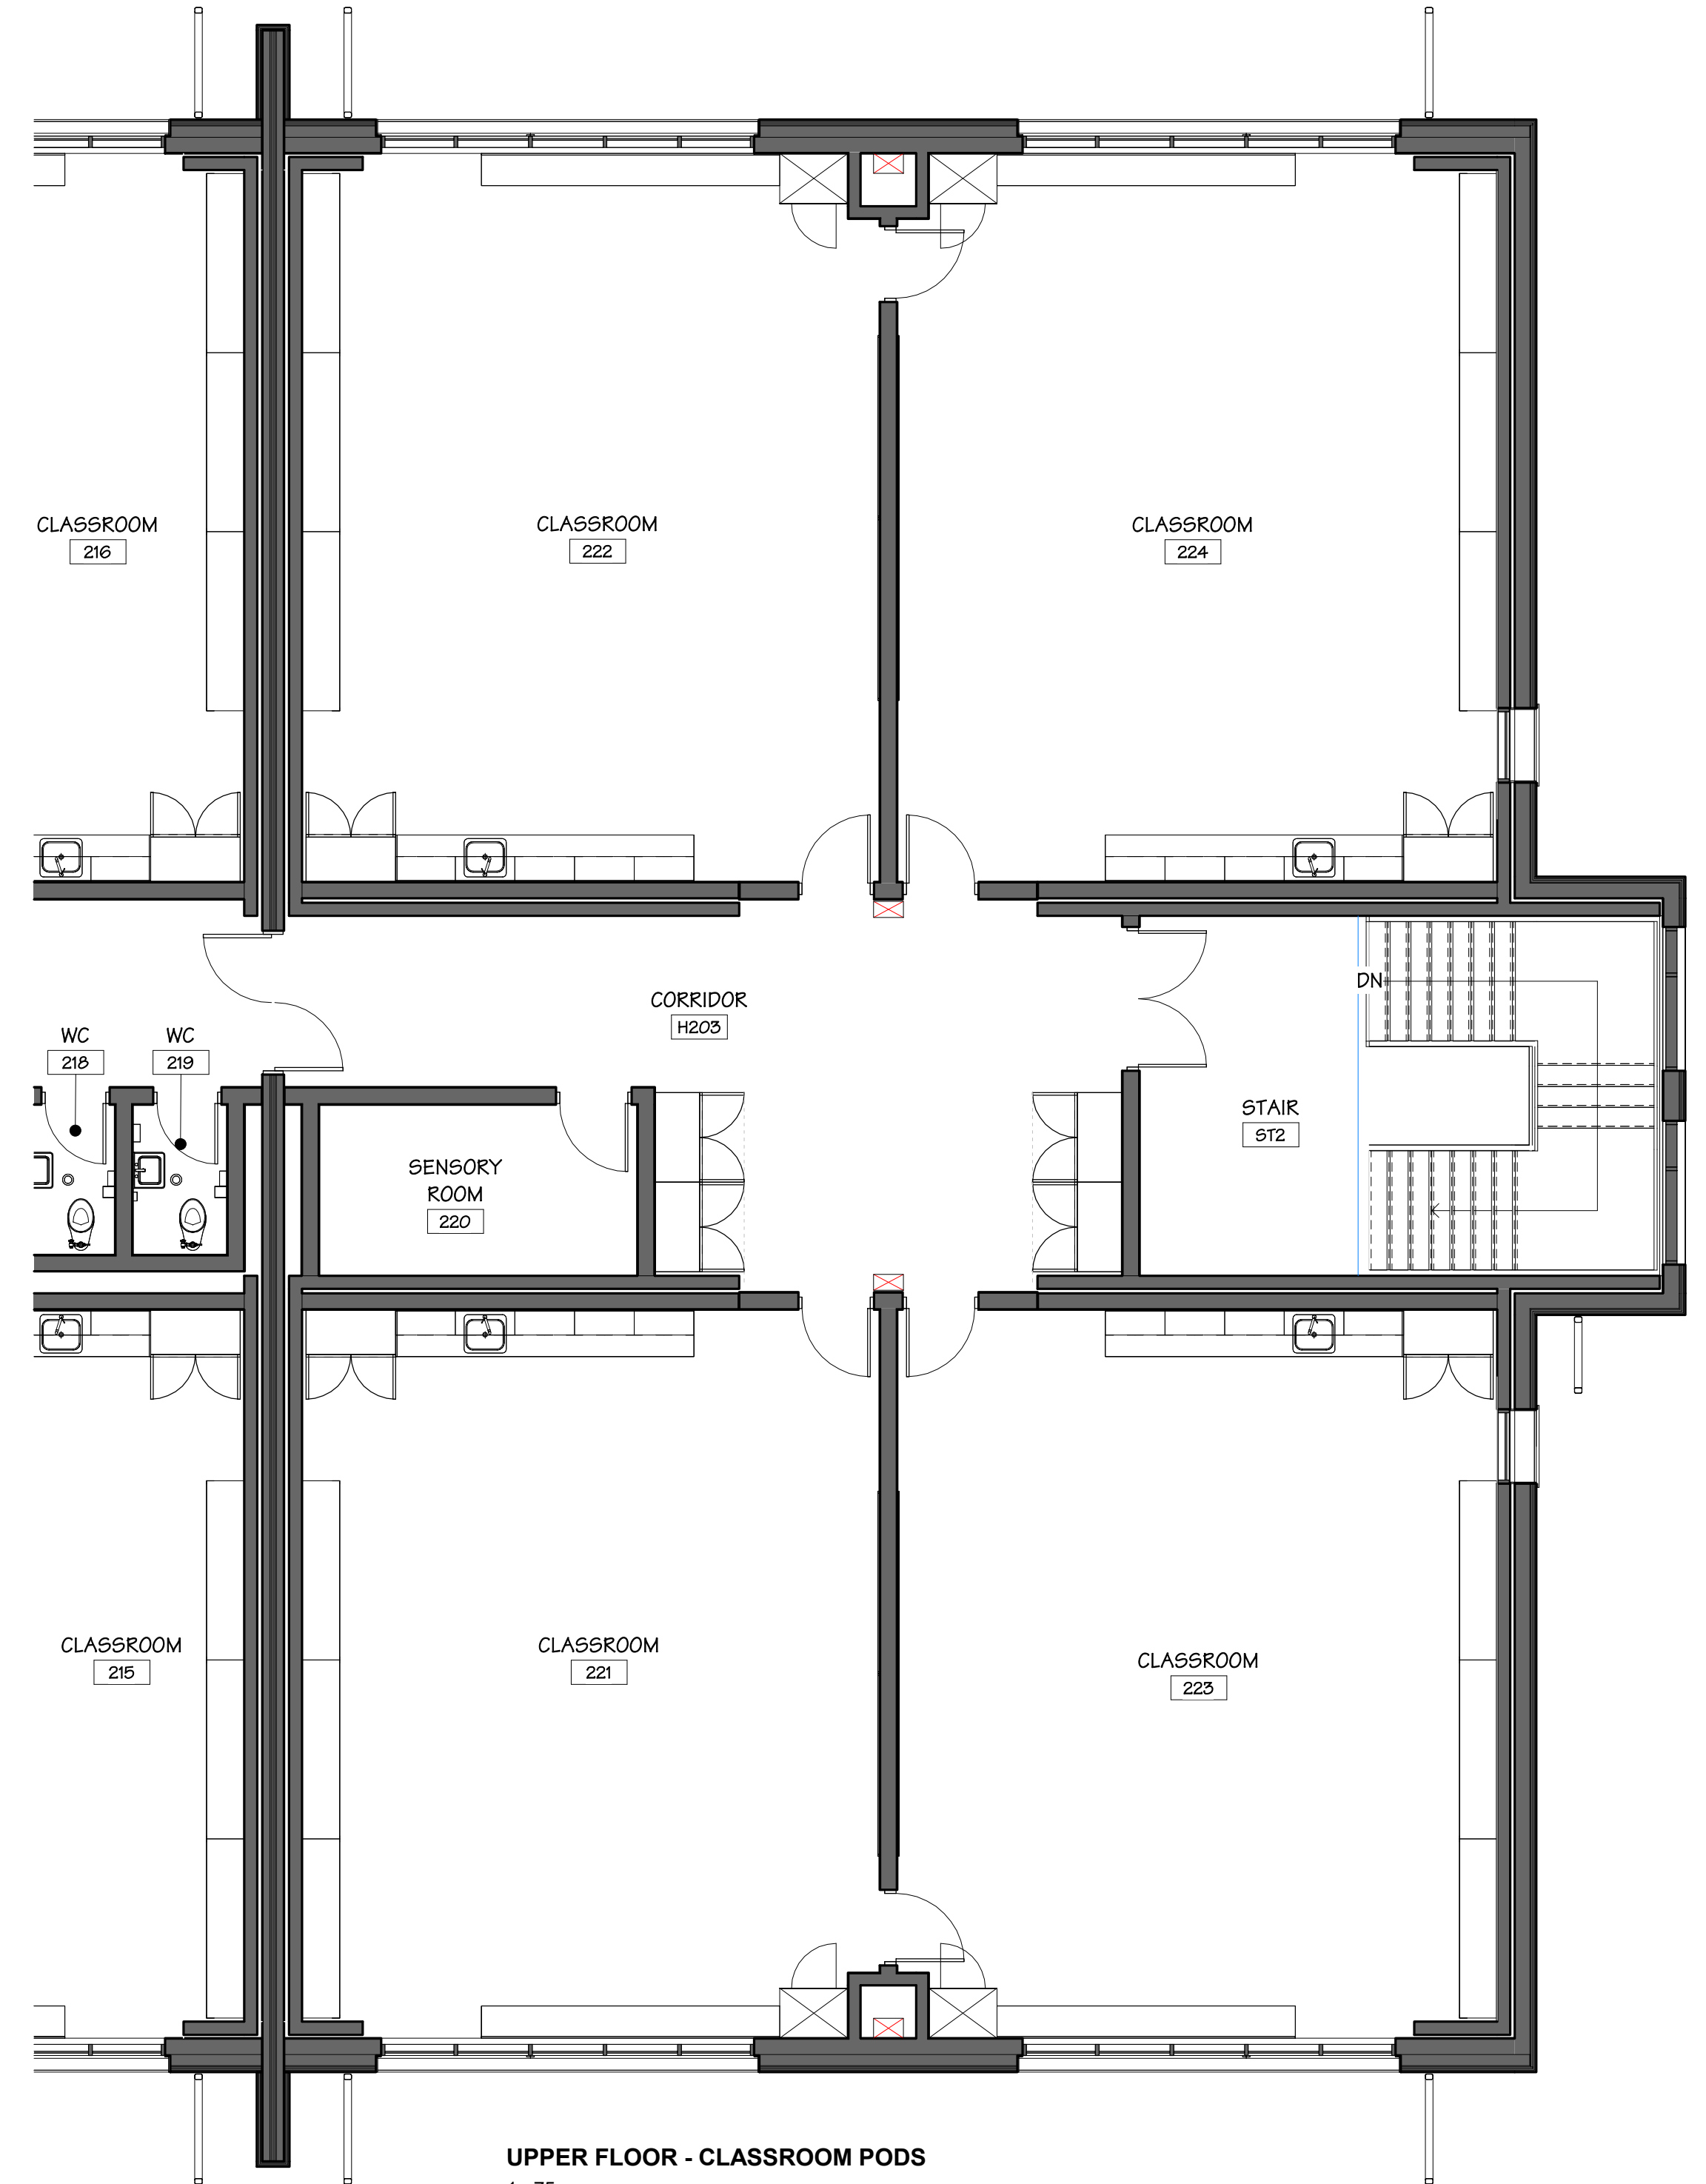 CLASSROOM
216
CLASSROOM
222
CLASSROOM
224
DN
CORRIDOR
H203
WC
218
WC
219
STAIR
ST2
SENSORY
ROOM
220
CLASSROOM
215
CLASSROOM
221
CLASSROOM
223
UPPER FLOOR - CLASSROOM PODS